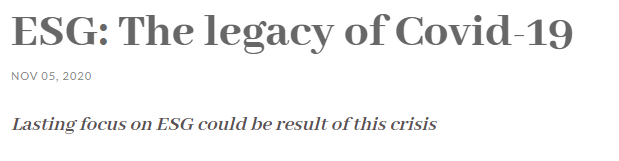 ESG: The legacy of Covid-19
NOV 05, 2020
Lasting focus on ESG could be result of this crisis